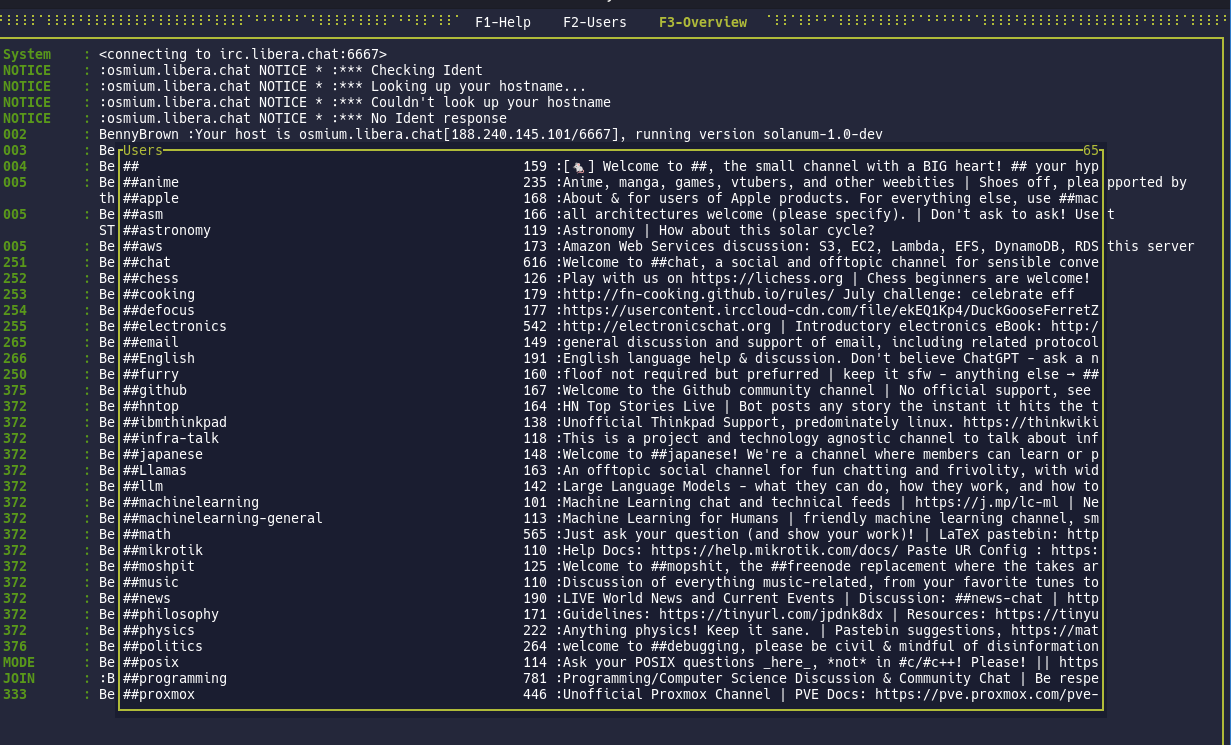 F1-Help F2-Users F3-Overview
System : <connecting to irc.libera.chat:6667>
NOTICE : :osmium.libera.chat NOTICE * :*** Checking Ident
NOTICE : :osmium.libera.chat NOTICE * :*** Looking up your hostname...
NOTICE : :osmium.libera.chat NOTICE * :*** Couldn't look up your hostname
NOTICE : :osmium.libera.chat NOTICE * :*** No Ident response
002 : BennyBrown :Your host is osmium.libera.chat[188.240.145.101/6667], running version solanum-1.0-dev
003 : Be Users 65
004 : Be ## 159 :[🐁] Welcome to ##, the small channel with a BIG heart! ## your hyp
005 : Be ##anime 235 :Anime, manga, games, vtubers, and other weebities | Shoes off, plea pported by
th ##apple 168 :About & for users of Apple products. For everything else, use ##mac
005 : Be ##asm 166 :all architectures welcome (please specify). | Don't ask to ask! Use t
ST ##astronomy 119 :Astronomy | How about this solar cycle?
005 : Be ##aws 173 :Amazon Web Services discussion: S3, EC2, Lambda, EFS, DynamoDB, RDS this server
251 : Be ##chat 616 :Welcome to ##chat, a social and offtopic channel for sensible conve
252 : Be ##chess 126 :Play with us on https://lichess.org | Chess beginners are welcome!
253 : Be ##cooking 179 :http://fn-cooking.github.io/rules/ July challenge: celebrate eff
254 : Be ##defocus 177 :https://usercontent.irccloud-cdn.com/file/ekEQ1Kp4/DuckGooseFerretZ
255 : Be ##electronics 542 :http://electronicschat.org | Introductory electronics eBook: http:/
265 : Be ##email 149 :general discussion and support of email, including related protocol
266 : Be ##English 191 :English language help & discussion. Don't believe ChatGPT - ask a n
250 : Be ##furry 160 :floof not required but prefurred | keep it sfw - anything else → ##
375 : Be ##github 167 :Welcome to the Github community channel | No official support, see
372 : Be ##hntop 164 :HN Top Stories Live | Bot posts any story the instant it hits the t
372 : Be ##ibmthinkpad 138 :Unofficial Thinkpad Support, predominately linux. https://thinkwiki
372 : Be ##infra-talk 118 :This is a project and technology agnostic channel to talk about inf
372 : Be ##japanese 148 :Welcome to ##japanese! We're a channel where members can learn or p
372 : Be ##Llamas 163 :An offtopic social channel for fun chatting and frivolity, with wid
372 : Be ##llm 142 :Large Language Models - what they can do, how they work, and how to
372 : Be ##machinelearning 101 :Machine Learning chat and technical feeds | https://j.mp/lc-ml | Ne
372 : Be ##machinelearning-general 113 :Machine Learning for Humans | friendly machine learning channel, sm
372 : Be ##math 565 :Just ask your question (and show your work)! | LaTeX pastebin: http
372 : Be ##mikrotik 110 :Help Docs: https://help.mikrotik.com/docs/ Paste UR Config : https:
372 : Be ##moshpit 125 :Welcome to ##mopshit, the ##freenode replacement where the takes ar
372 : Be ##music 110 :Discussion of everything music-related, from your favorite tunes to
372 : Be ##news 190 :LIVE World News and Current Events | Discussion: ##news-chat | http
372 : Be ##philosophy 171 :Guidelines: https://tinyurl.com/jpdnk8dx | Resources: https://tinyu
372 : Be ##physics 222 :Anything physics! Keep it sane. | Pastebin suggestions, https://mat
376 : Be ##politics 264 :welcome to ##debugging, please be civil & mindful of disinformation
MODE : Be ##posix 114 :Ask your POSIX questions _here_, *not* in #c/#c++! Please! || https
JOIN : :B ##programming 781 :Programming/Computer Science Discussion & Community Chat | Be respe
333 : Be ##proxmox 446 :Unofficial Proxmox Channel | PVE Docs: https://pve.proxmox.com/pve-